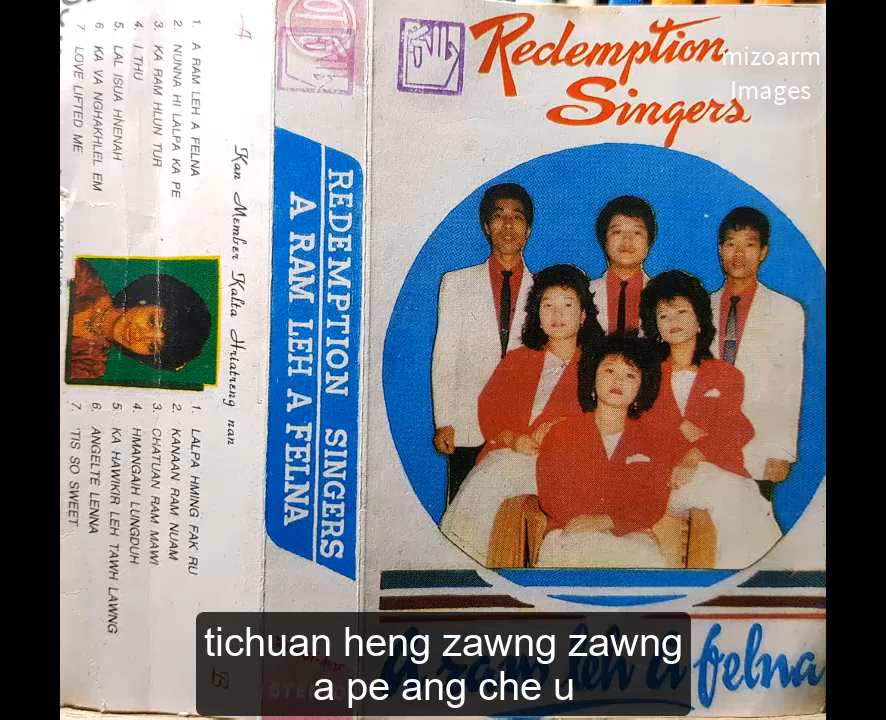 Redemption
Singers
mizoarm
Images
REDEMPTION SINGERS
A RAM LEH A FELNA
A
1. A RAM LEH A FELNA
2. NUNNA HI LALPA KA PE
3. KA RAM HLUN TUR
4. I THU
5. LAL ISUA HNENAH
6. KA VA NGHAKHLEL EM
7 LOVE LIFTED ME
Kan Member Kalta Hriatreng nan
B
1. LALPA HMING FAK RU
2. KANAAN RAM NUAM
3. CHATUAN RAM MAWI
4. HMANGAIH LUNGDUH
5. KA HAWIKIR LEH TAWH LAWNG
6. ANGELTE LENNA
7. 'TIS SO SWEET
A ram leh a felna
tichuan heng zawng zawng
a pe ang che u